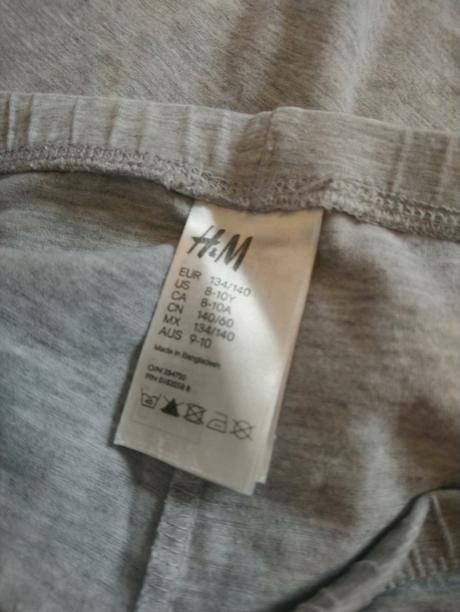 H&M
EUR 134/140
US 8-10Y
CA 8-10A
CN 140/60
MX 134/140
AUS 9-10
Made in Bangladesh
40